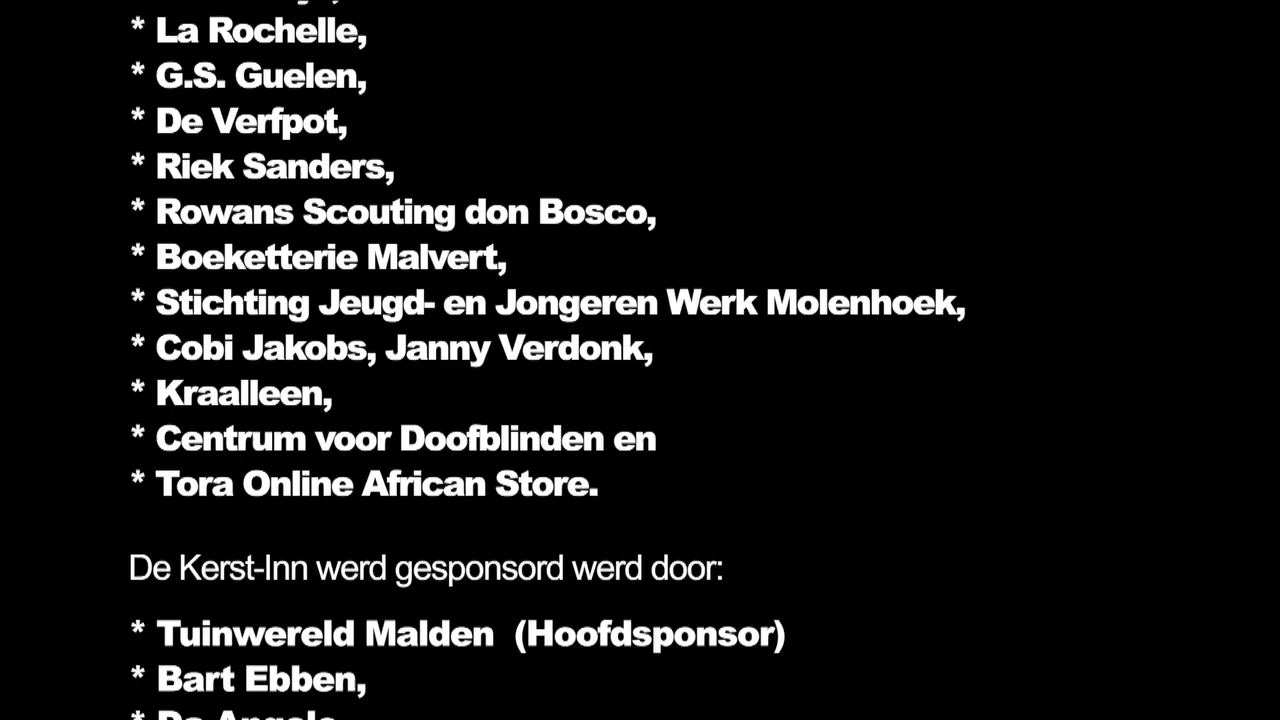 * La Rochelle,
* G.S. Guelen,
* De Verfpot,
* Riek Sanders,
* Rowans Scouting don Bosco,
* Boeketterie Malvert,
* Stichting Jeugd- en Jongeren Werk Molenhoek,
* Cobi Jakobs, Janny Verdonk,
* Kraalleen,
* Centrum voor Doofblinden en
* Tora Online African Store.
De Kerst-Inn werd gesponsord werd door:
* Tuinwereld Malden (Hoofdsponsor)
* Bart Ebben,